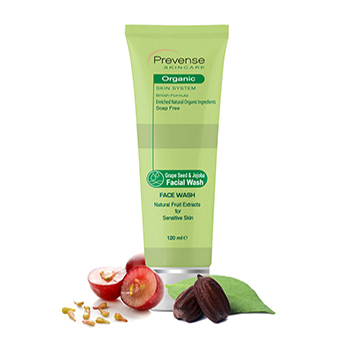 Prevense
SKINCARE
Organic
SKIN SYSTEM
British Formula
Enriched Natural Organic Ingredients
Soap Free
Grape Seed & Jojoba
Facial Wash
FACE WASH
Natural Fruit Extracts
for
Sensitive Skin
120 ml e